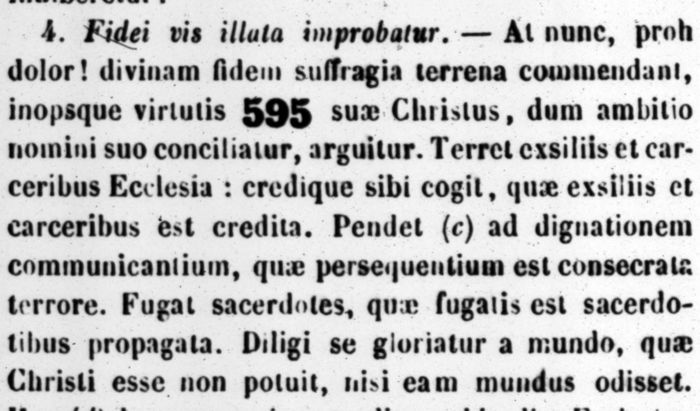 4. Fidei vis illata improbatur. — At nunc, proh
dolor! divinam fidem suffragia terrena commendant,
inopsque virtutis 595 suæ Christus, dum ambitio
nomini suo conciliatur, arguitur. Terret exsiliis et car-
ceribus Ecclesia : credique sibi cogit, quæ exsiliis et
carceribus est credita. Pendet (c) ad dignationem
communicantium, quæ persequentium est consecrata
terrore. Fugat sacerdotes, quæ fugatis est sacerdo-
tibus propagata. Diligi se gloriatur a mundo, quæ
Christi esse non potuit, nisi eam mundus odisset.